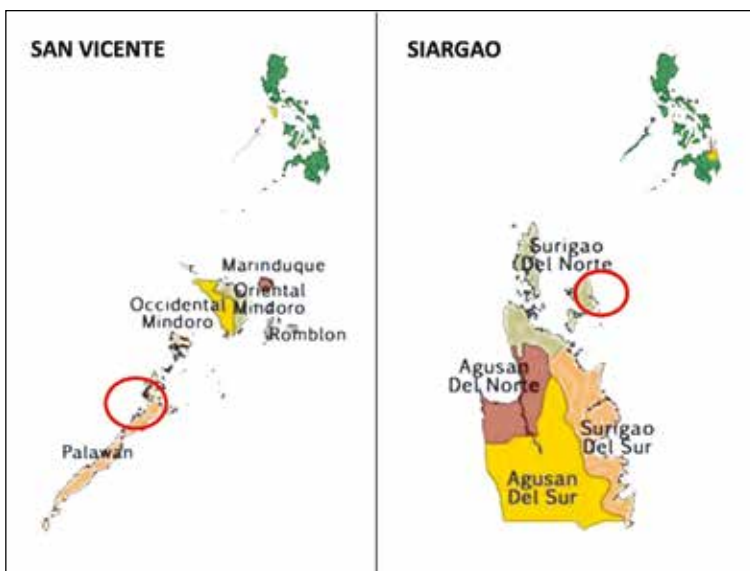 SAN VICENTE
Marinduque
Oriental
Mindoro
Occidental
Mindoro
Romblon
Palawan
SIARGAO
Surigao
Del Norte
Agusan
Del Norte
Surigao
Del Sur
Agusan
Del Sur